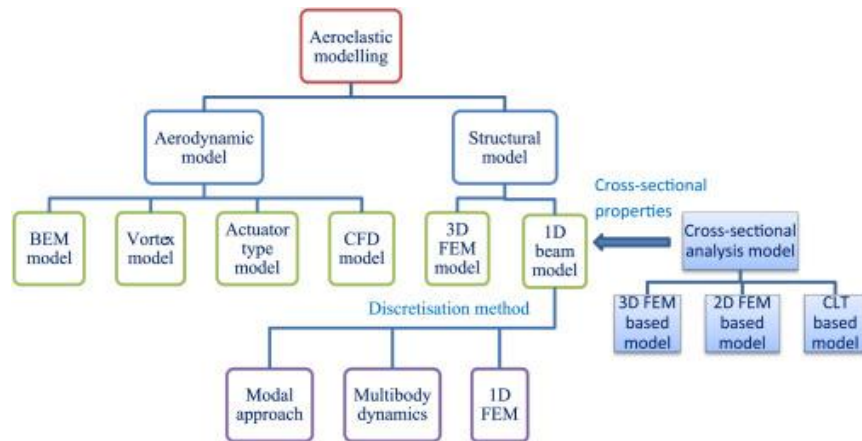 Aeroelastic
modelling
Aerodynamic
model
Structural
model
Cross-sectional
properties
BEM
model
Vortex
model
Actuator
type
model
CFD
model
3D
FEM
model
1D
beam
model
Cross-sectional
analysis model
3D FEM
based
model
2D FEM
based
model
CLT
based
model
Discretisation method
Modal
approach
Multibody
dynamics
1D
FEM